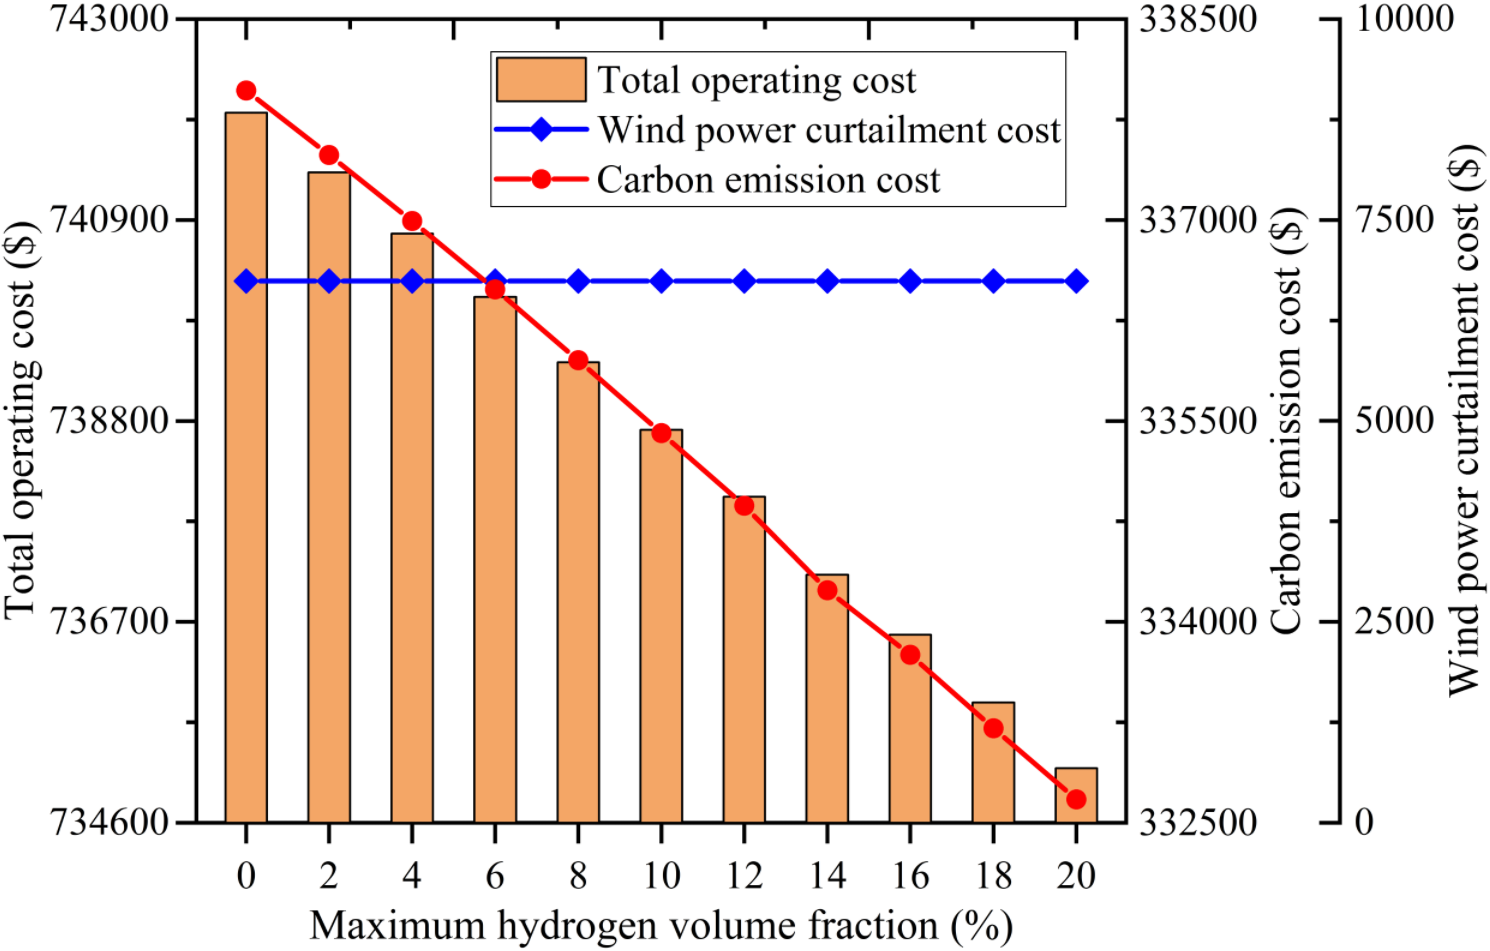 743000
740900
738800
736700
734600
Total operating cost ($)
Total operating cost
Wind power curtailment cost
Carbon emission cost
338500
337000
335500
334000
332500
Carbon emission cost ($)
10000
7500
5000
2500
0
Wind power curtailment cost ($)
0 2 4 6 8 10 12 14 16 18 20
Maximum hydrogen volume fraction (%)